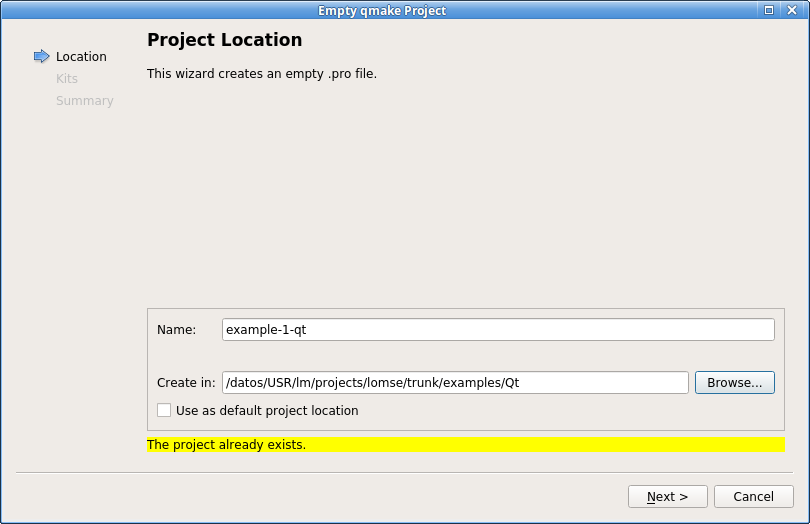 Empty qmake Project
Location
Kits
Summary
Project Location
This wizard creates an empty .pro file.
Name: example-1-qt
Create in: /datos/USR/lm/projects/lomse/trunk/examples/Qt Browse...
Use as default project location
The project already exists.
Next > Cancel